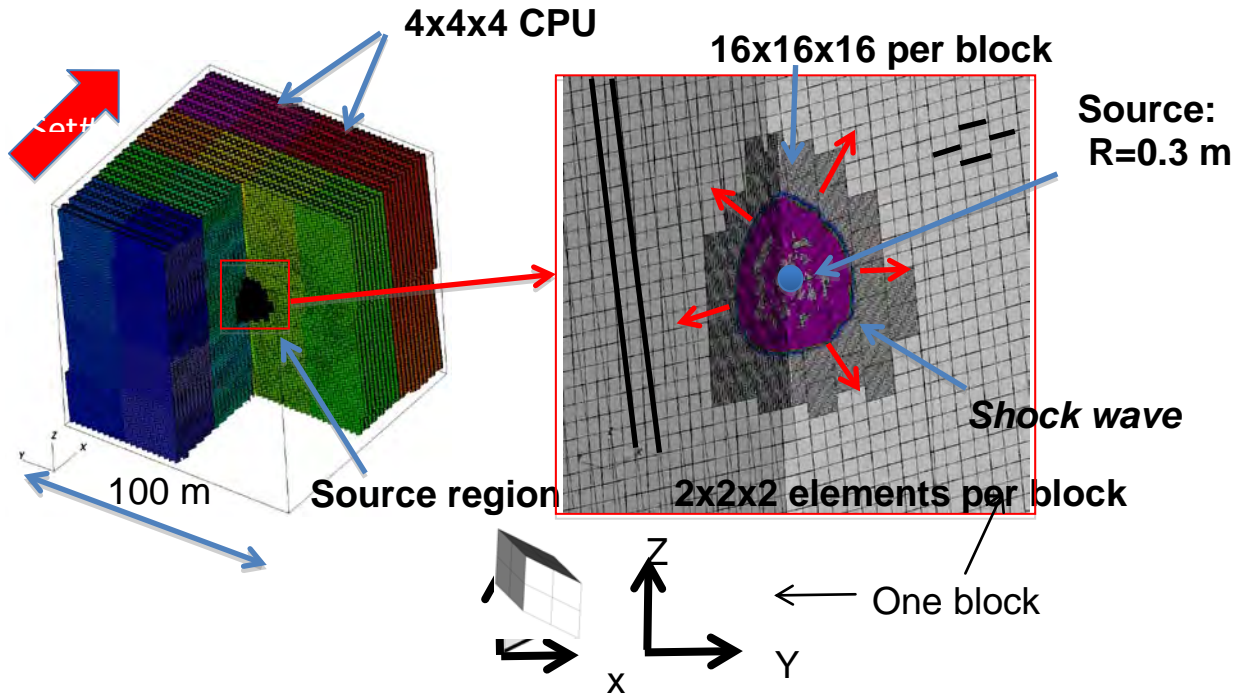 4x4x4 CPU
16x16x16 per block
Source:
R=0.3 m
Set#
Shock wave
z
Y
X
100 m
Source region
2x2x2 elements per block
Z
One block
Y
x